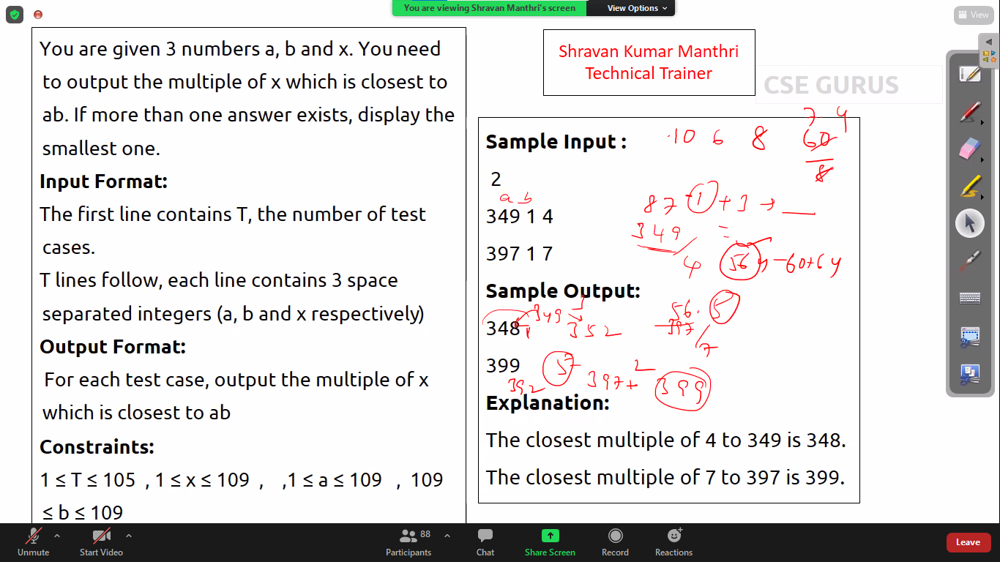 You are viewing Shravan Manthri's screen
View Options
View
You are given 3 numbers a, b and x. You need
to output the multiple of x which is closest to
ab. If more than one answer exists, display the
smallest one.
Input Format:
The first line contains T, the number of test
cases.
T lines follow, each line contains 3 space
separated integers (a, b and x respectively)
Output Format:
For each test case, output the multiple of x
which is closest to ab
Constraints:
1 ≤ T ≤ 105 , 1 ≤ x ≤ 109 , ,1 ≤ a ≤ 109 , 109
≤ b ≤ 109
Shravan Kumar Manthri
Technical Trainer
CSE GURUS
7. 4
Sample Input :
10 6 8 60
8
2
a b
87 1 + 3 →
349 1 4
349 =
397 1 7
4 56 60+64
Sample Output:
349 56. 5
348
352 397
7
399
57 2
392 397+ 399
Explanation:
The closest multiple of 4 to 349 is 348.
The closest multiple of 7 to 397 is 399.
Unmute
Start Video
Participants
88
Chat
Share Screen
Record
Reactions
Leave